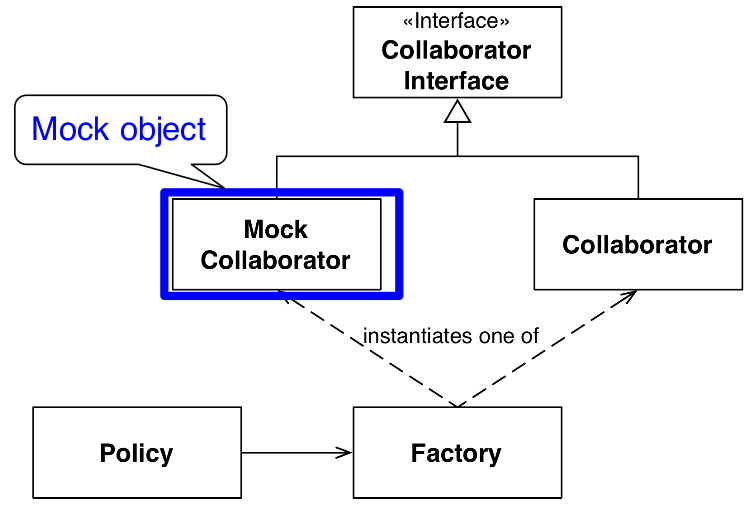 «Interface»
Collaborator
Interface
Mock object
Mock
Collaborator
Collaborator
instantiates one of
Policy
Factory